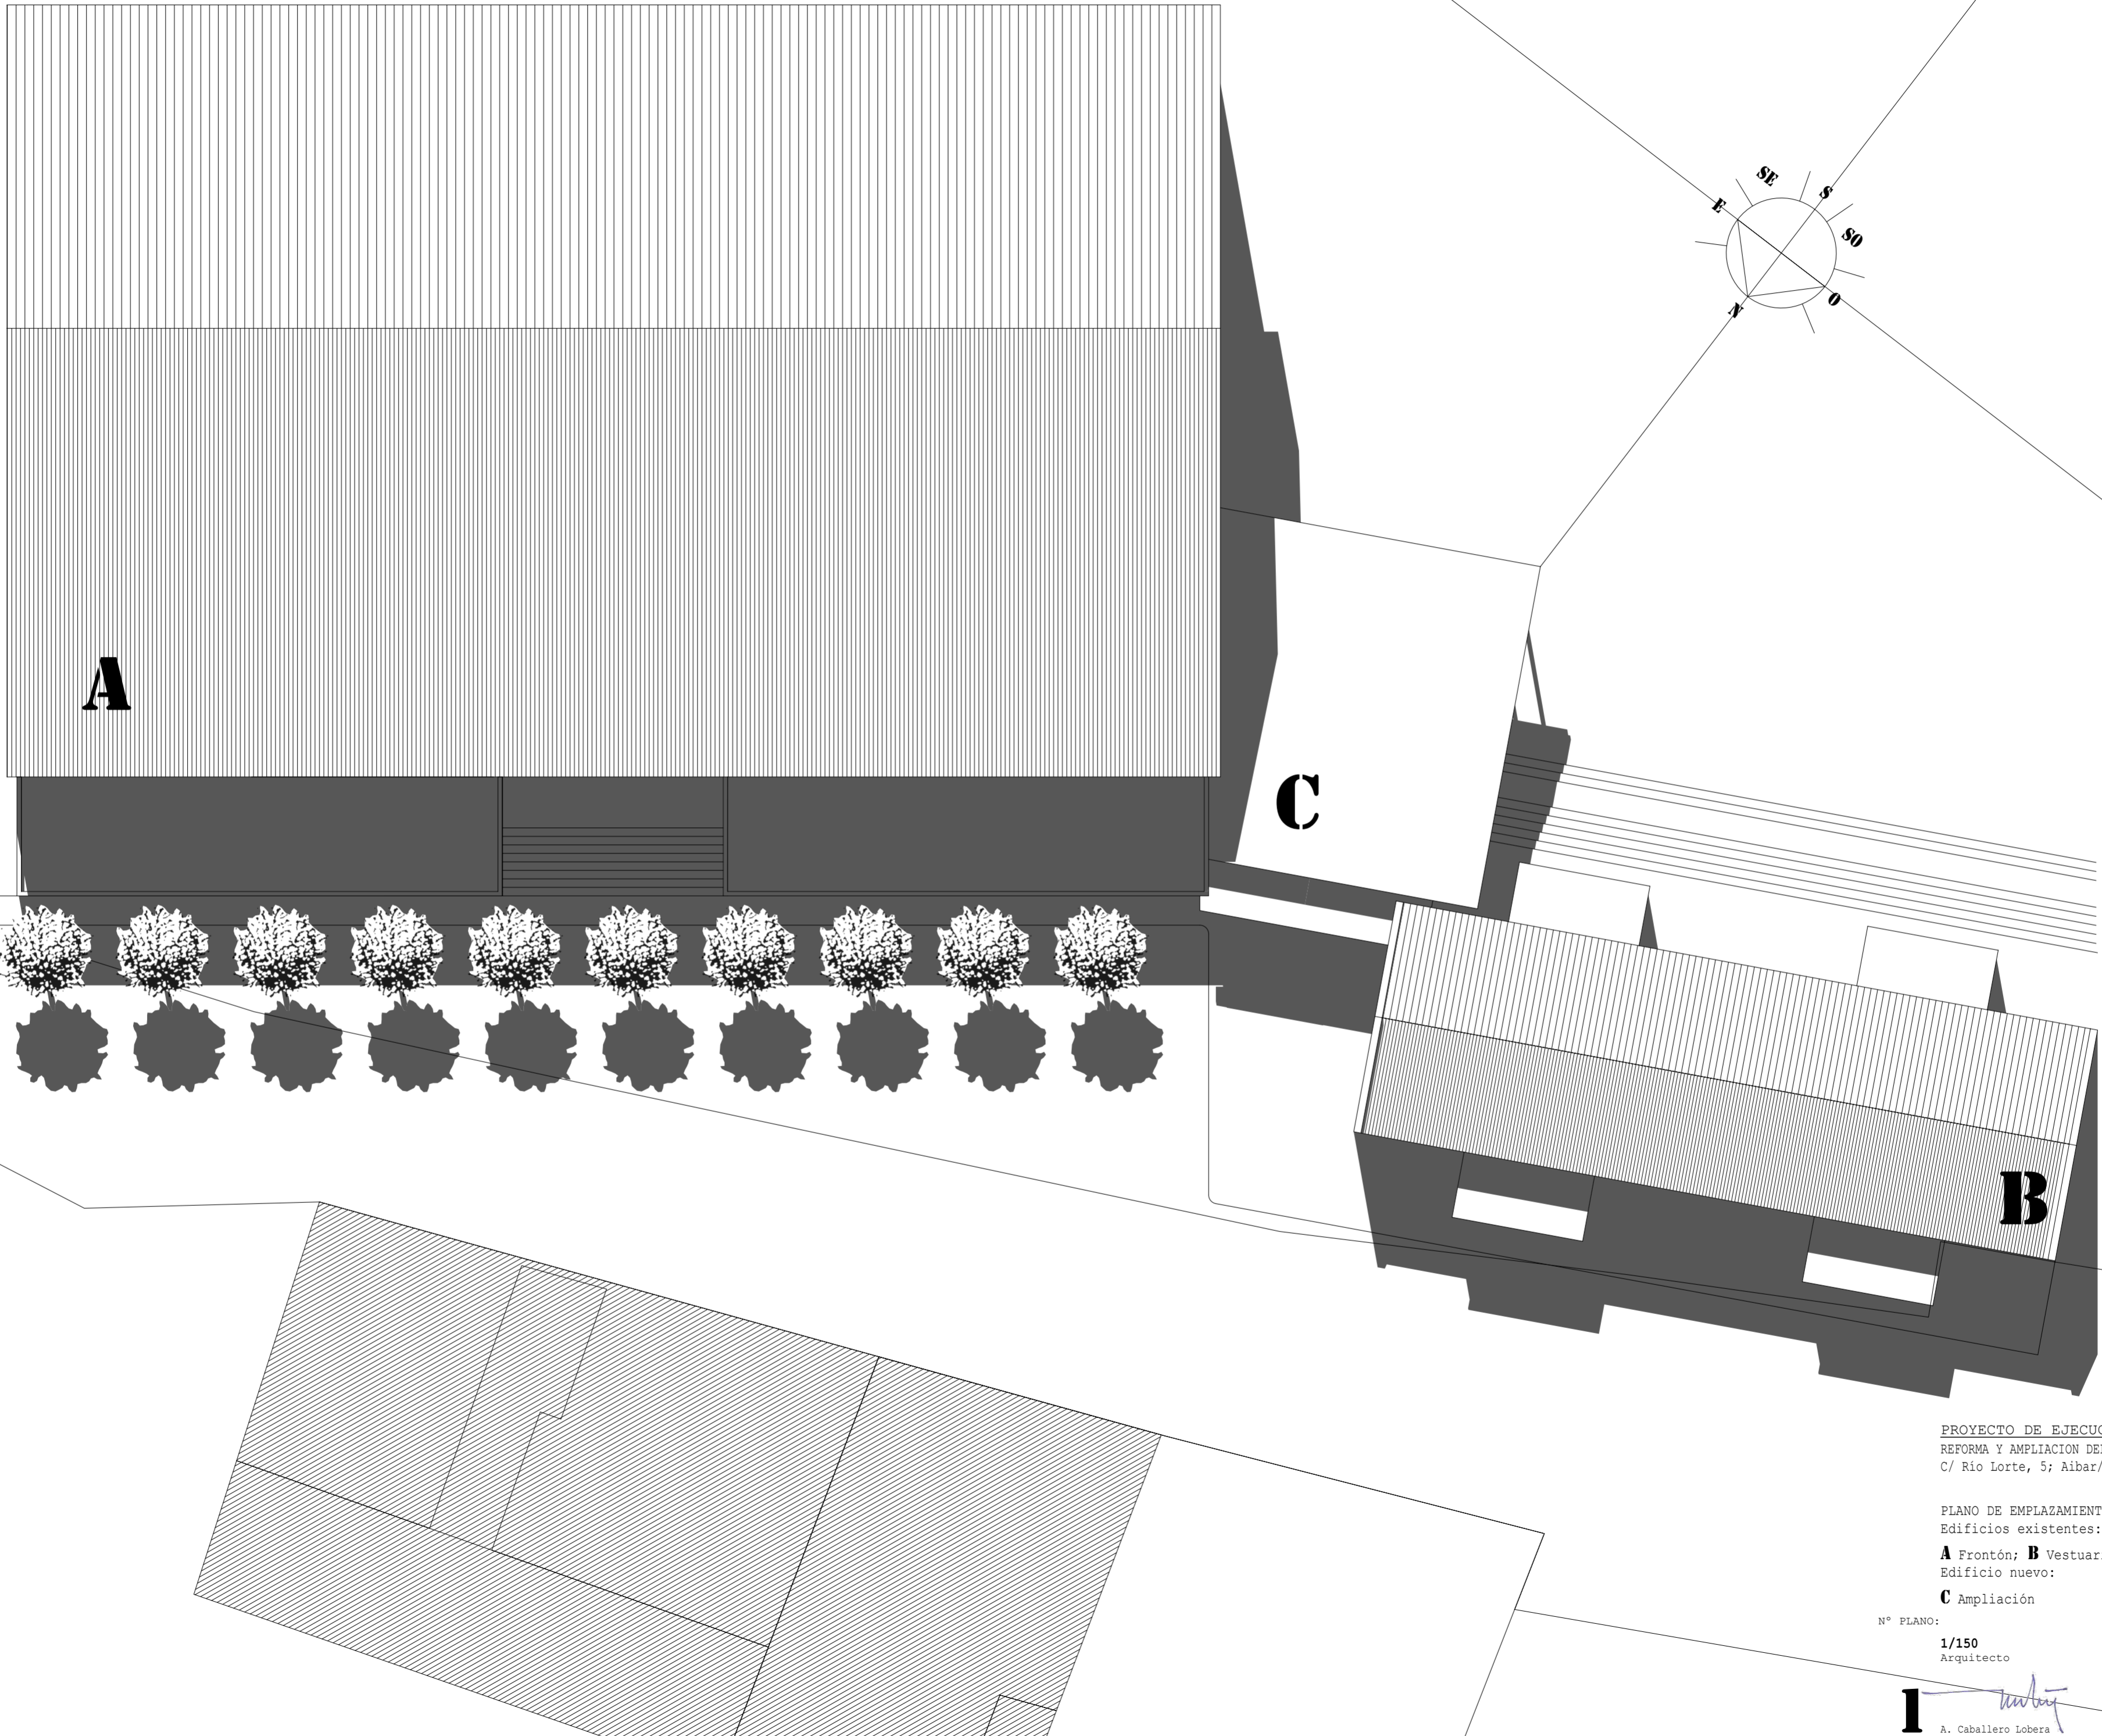 SE
S
E
SO
N
O
A
C
B
PROYECTO DE EJECUC
REFORMA Y AMPLIACION DE
C/ Rio Lorte, 5; Aibar/
PLANO DE EMPLAZAMIENT
Edificios existentes:
A Frontón; B Vestuar
Edificio nuevo:
C Ampliación
N° PLANO:
1/150
Arquitecto
1
A. Caballero Lobera